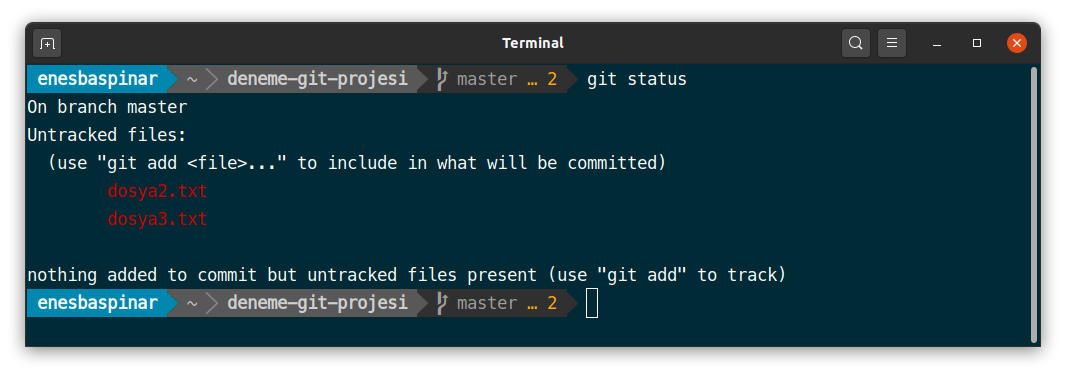 Terminal
enesbaspinar ~ deneme-git-projesi master … 2 git status
On branch master
Untracked files:
  (use "git add <file>..." to include in what will be committed)
        dosya2.txt
        dosya3.txt
nothing added to commit but untracked files present (use "git add" to track)
enesbaspinar ~ deneme-git-projesi master … 2